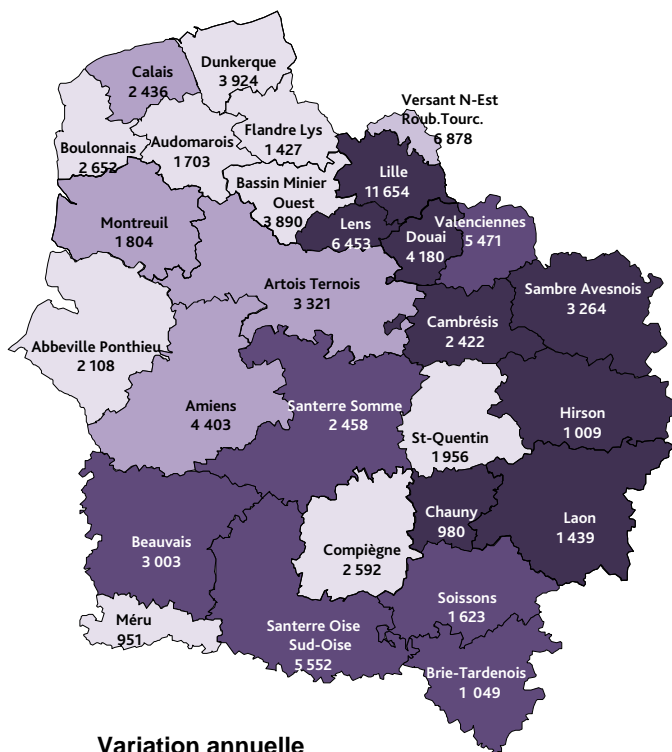 Dunkerque
3 924
Calais
2 436
Versant N-Est
Roub.Tourc.
6 878
Flandre Lys
1 427
Audomarois
1 703
Boulonnais
2 652
Lille
11 654
Bassin Minier
Ouest
3 890
Montreuil
1 804
Lens
6 453
Douai
4 180
Valenciennes
5 471
Artois Ternois
3 321
Sambre Avesnois
3 264
Cambrésis
2 422
Abbeville Ponthieu
2 108
Amiens
4 403
Santerre Somme
2 458
Hirson
1 009
St-Quentin
1 956
Chauny
980
Laon
1 439
Beauvais
3 003
Compiègne
2 592
Soissons
1 623
Méru
951
Santerre Oise
Sud-Oise
5 552
Brie-Tardenois
1 049
Variation annuelle